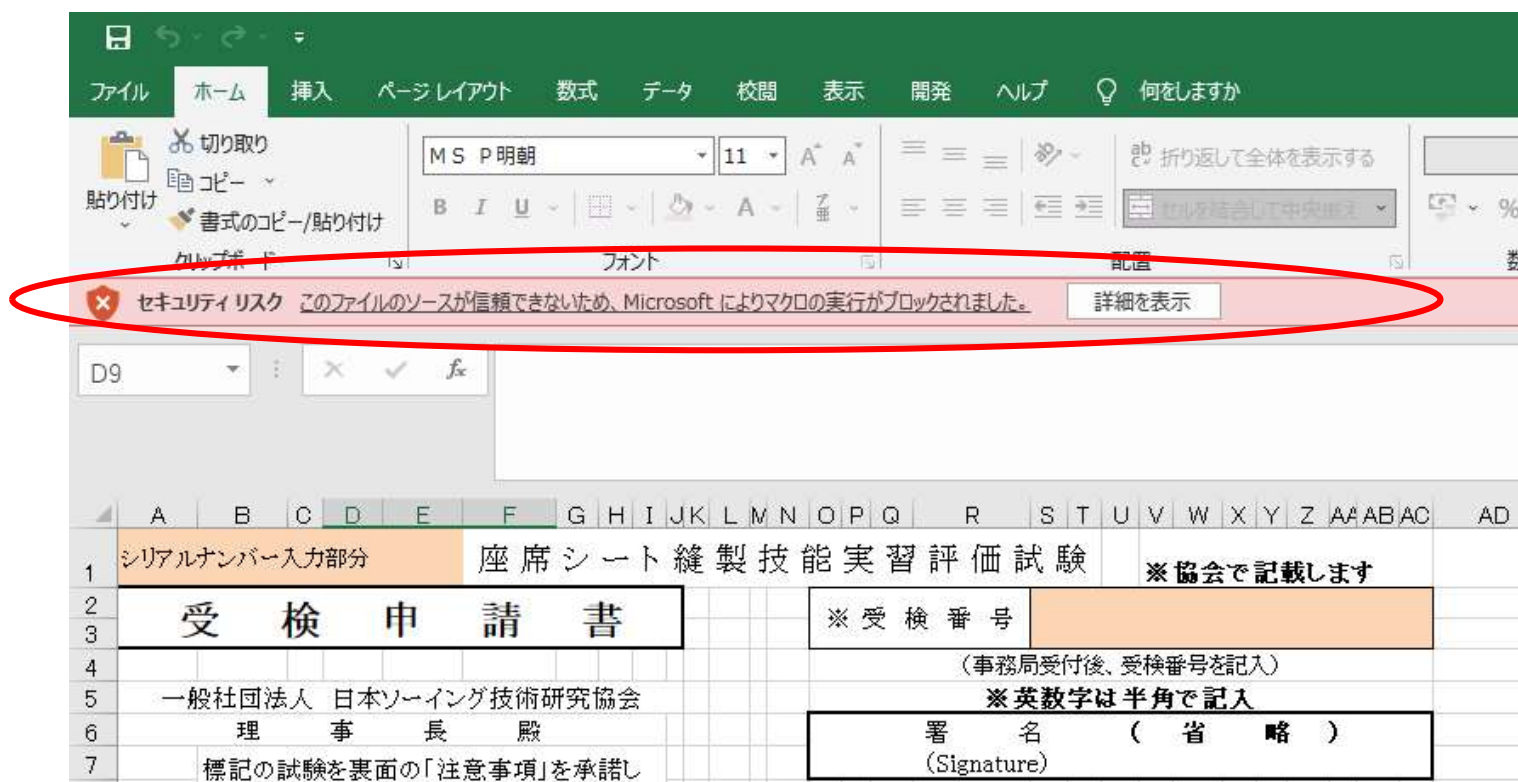 ファイル ホーム 挿入 ページ レイアウト 数式 データ 校閲 表示 開発 ヘルプ 何をしますか
切り取り
コピー
書式のコピー/貼り付け
貼り付け
クリップボード
ＭＳ Ｐ明朝 11
B I U
フォント
折り返して全体を表示する
セルを結合して中央揃え
配置
%
数
セキュリティ リスク このファイルのソースが信頼できないため、Microsoft によりマクロの実行がブロックされました。 詳細を表示
D9 fx
A B C D E F G H I J K L M N O P Q R S T U V W X Y Z AA AB AC AD
1 シリアルナンバー入力部分 座席シート縫製技能実習評価試験 ※協会で記載します
2 受検申請書 ※受検番号
3
4 (事務局受付後、受検番号を記入)
5 一般社団法人 日本ソーイング技術研究協会 ※英数字は半角で記入
6 理事長殿 署名 (省略)
7 標記の試験を裏面の「注意事項」を承諾し (Signature)